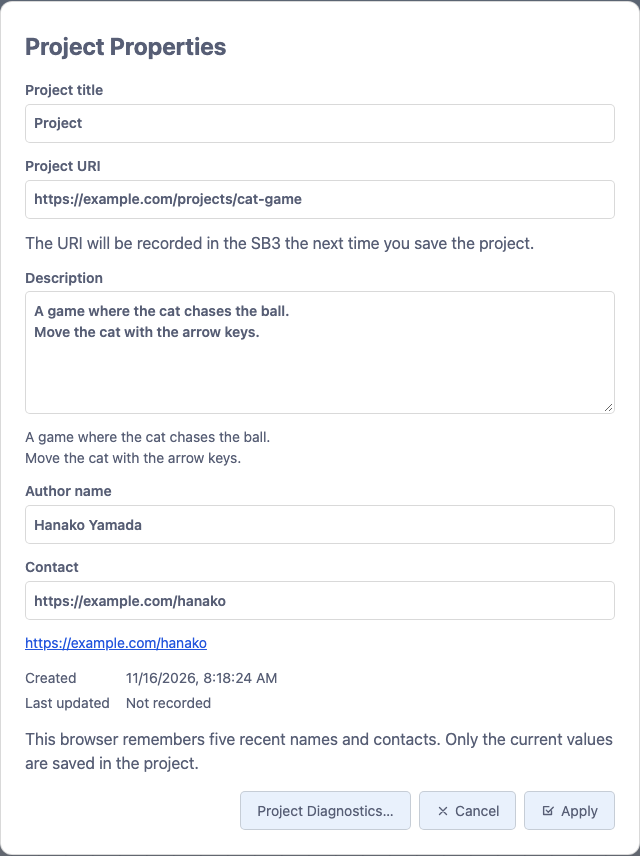 Project Properties
Project title
Project
Project URI
https://example.com/projects/cat-game
The URI will be recorded in the SB3 the next time you save the project.
Description
A game where the cat chases the ball.
Move the cat with the arrow keys.
A game where the cat chases the ball.
Move the cat with the arrow keys.
Author name
Hanako Yamada
Contact
https://example.com/hanako
https://example.com/hanako
Created 11/16/2026, 8:18:24 AM
Last updated Not recorded
This browser remembers five recent names and contacts. Only the current values
are saved in the project.
Project Diagnostics... Cancel Apply